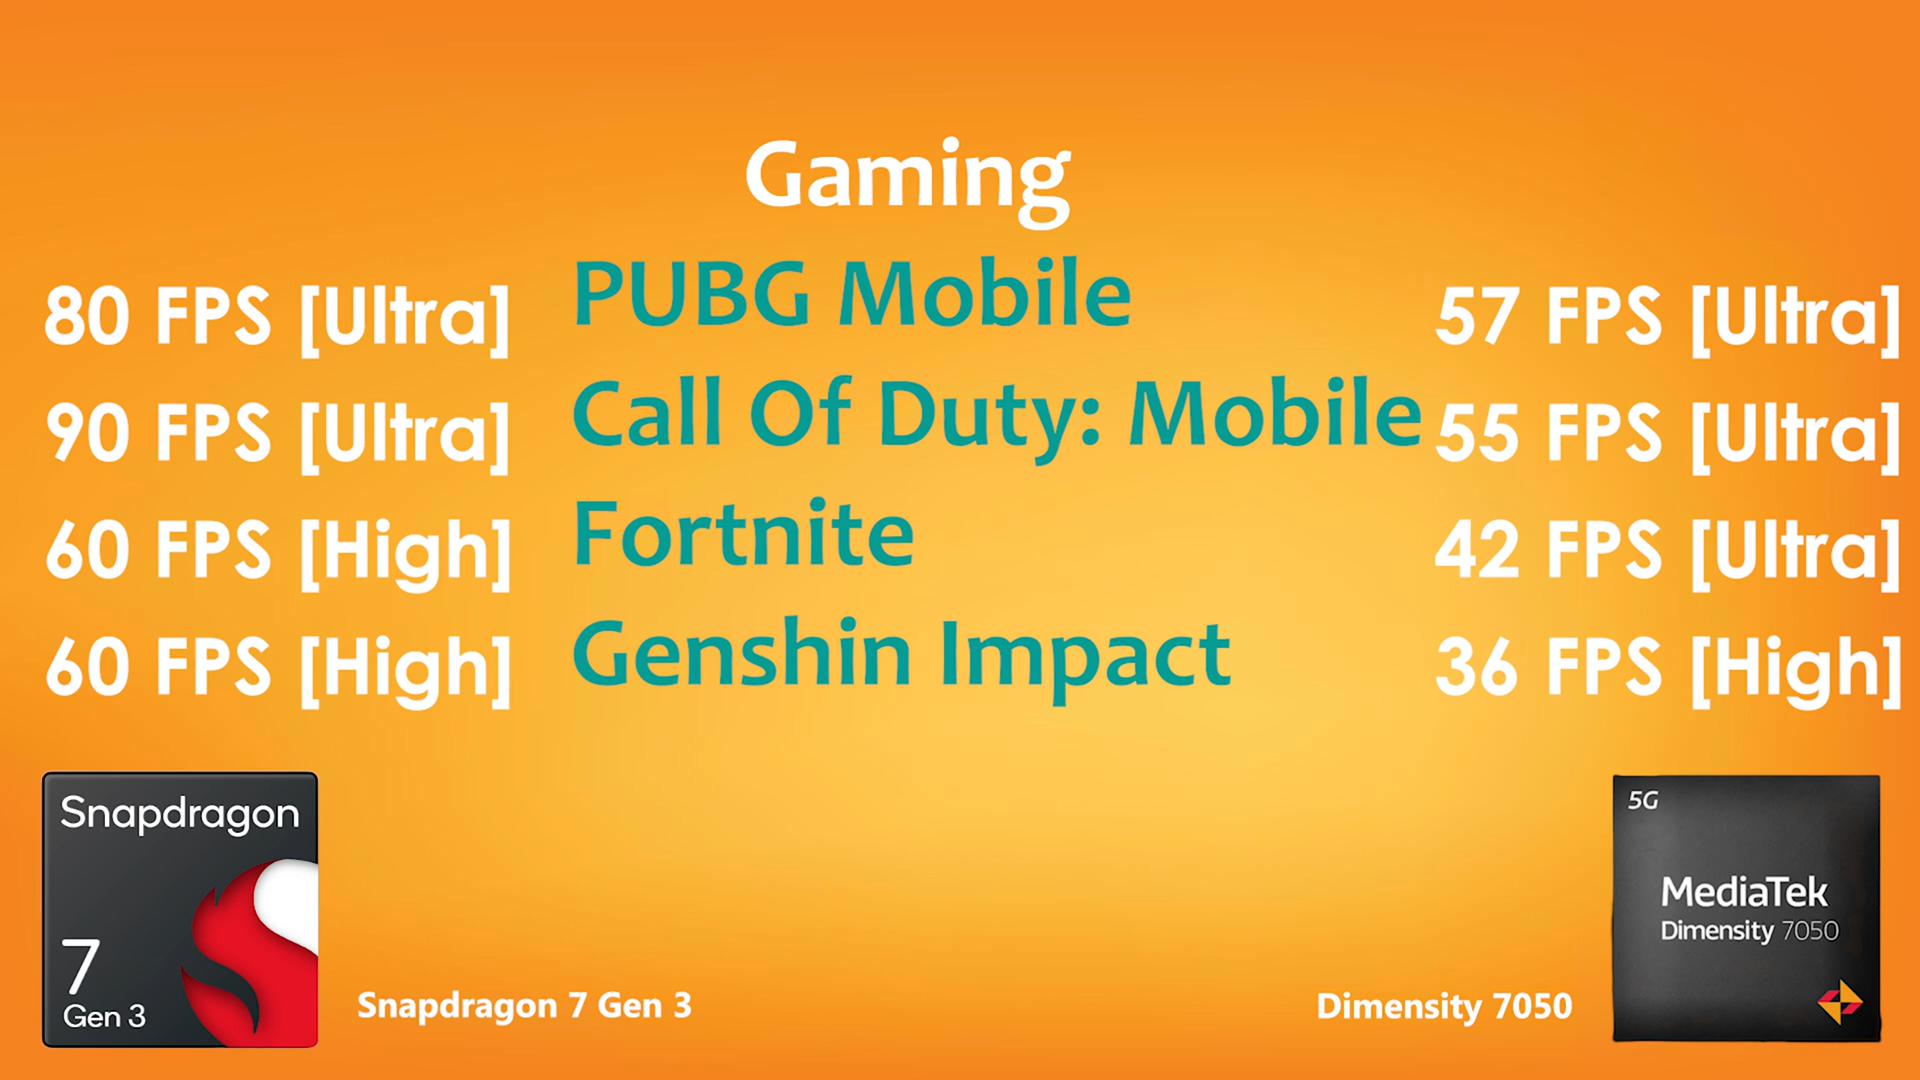 Gaming
80 FPS [Ultra] PUBG Mobile 57 FPS [Ultra]
90 FPS [Ultra] Call Of Duty: Mobile 55 FPS [Ultra]
60 FPS [High] Fortnite 42 FPS [Ultra]
60 FPS [High] Genshin Impact 36 FPS [High]
Snapdragon
7
Gen 3
Snapdragon 7 Gen 3
Dimensity 7050
5G
MediaTek
Dimensity 7050